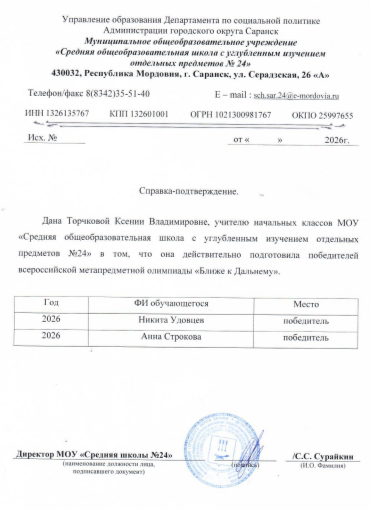 Управление образования Департамента по социальной политике
Администрации городского округа Саранск
Муниципальное общеобразовательное учреждение
«Средняя общеобразовательная школа с углубленным изучением
отдельных предметов № 24»
430032, Республика Мордовия, г. Саранск, ул. Серадзская, 26 «А»
Телефон/факс 8(8342)35-51-40 E – mail : sch.sar.24@e-mordovia.ru
ИНН 1326135767 КПП 132601001 ОГРН 1021300981767 ОКПО 25997655
Исх. № от « » 2026г.
Справка-подтверждение.
Дана Торчковой Ксении Владимировне, учителю начальных классов МОУ
«Средняя общеобразовательная школа с углубленным изучением отдельных
предметов №24» в том, что она действительно подготовила победителей
всероссийской метапредметной олимпиады «Ближе к Дальнему».
Год ФИ обучающегося Место
2026 Никита Удовцев победитель
2026 Анна Строкова победитель
Директор МОУ «Средняя школы №24» /С.С. Сурайкин
(наименование должности лица, (подпись) (И.О. Фамилия)
подписавшего документ)